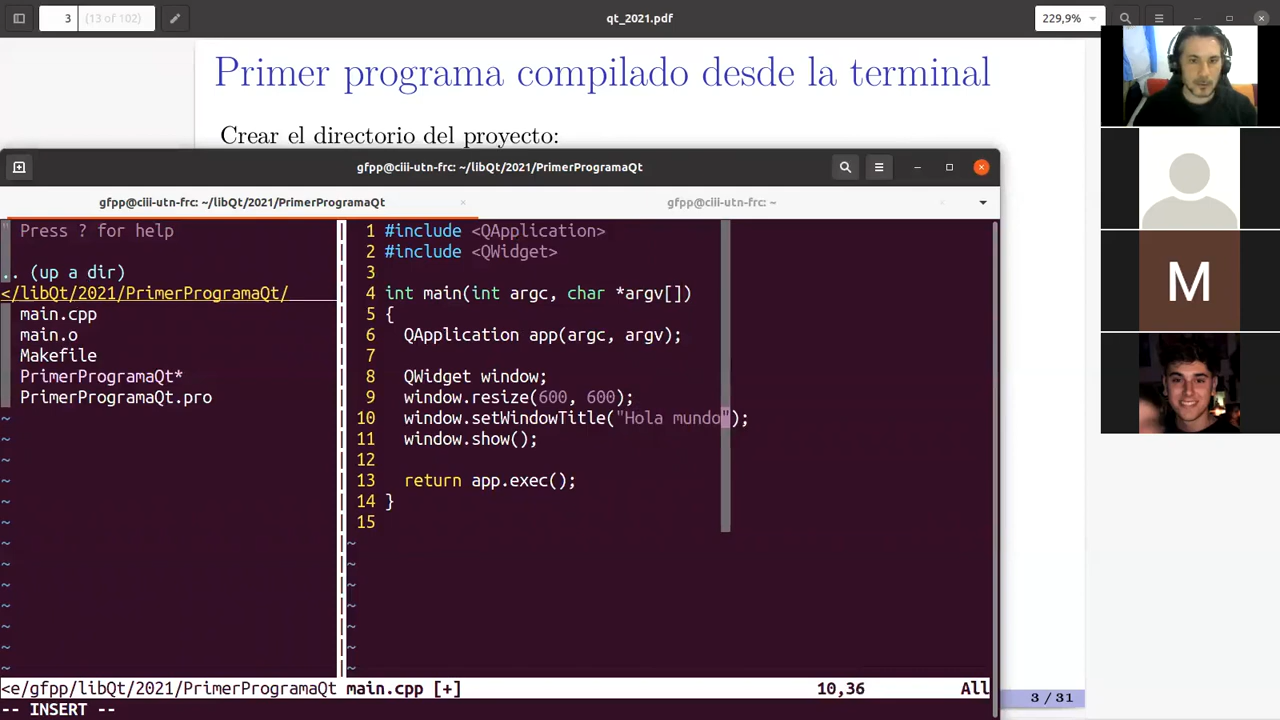 3 (13 of 102)
qt_2021.pdf
229,9%
Primer programa compilado desde la terminal
Crear el directorio del proyecto:
gfpp@ciii-utn-frc: ~/libQt/2021/PrimerProgramaQt
gfpp@ciii-utn-frc: ~/libQt/2021/PrimerProgramaQt
gfpp@ciii-utn-frc: ~
" Press ? for help
.. (up a dir)
</libQt/2021/PrimerProgramaQt/
main.cpp
main.o
Makefile
PrimerProgramaQt*
PrimerProgramaQt.pro
~
~
~
~
~
~
~
~
~
~
~
~
~
1 #include <QApplication>
2 #include <QWidget>
3
4 int main(int argc, char *argv[])
5 {
6 QApplication app(argc, argv);
7
8 QWidget window;
9 window.resize(600, 600);
10 window.setWindowTitle("Hola mundo");
11 window.show();
12
13 return app.exec();
14 }
15
~
~
~
~
~
~
~
<e/gfpp/libQt/2021/PrimerProgramaQt main.cpp [+] 10,36 All
-- INSERT --
3 / 31
M